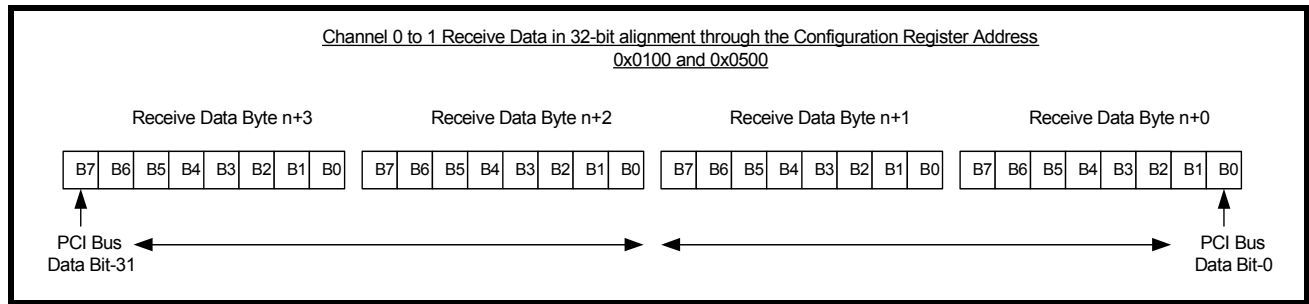 Channel 0 to 1 Receive Data in 32-bit alignment through the Configuration Register Address
0x0100 and 0x0500
Receive Data Byte n+3 Receive Data Byte n+2 Receive Data Byte n+1 Receive Data Byte n+0
B7 B6 B5 B4 B3 B2 B1 B0 B7 B6 B5 B4 B3 B2 B1 B0 B7 B6 B5 B4 B3 B2 B1 B0 B7 B6 B5 B4 B3 B2 B1 B0
PCI Bus PCI Bus
Data Bit-31 Data Bit-0